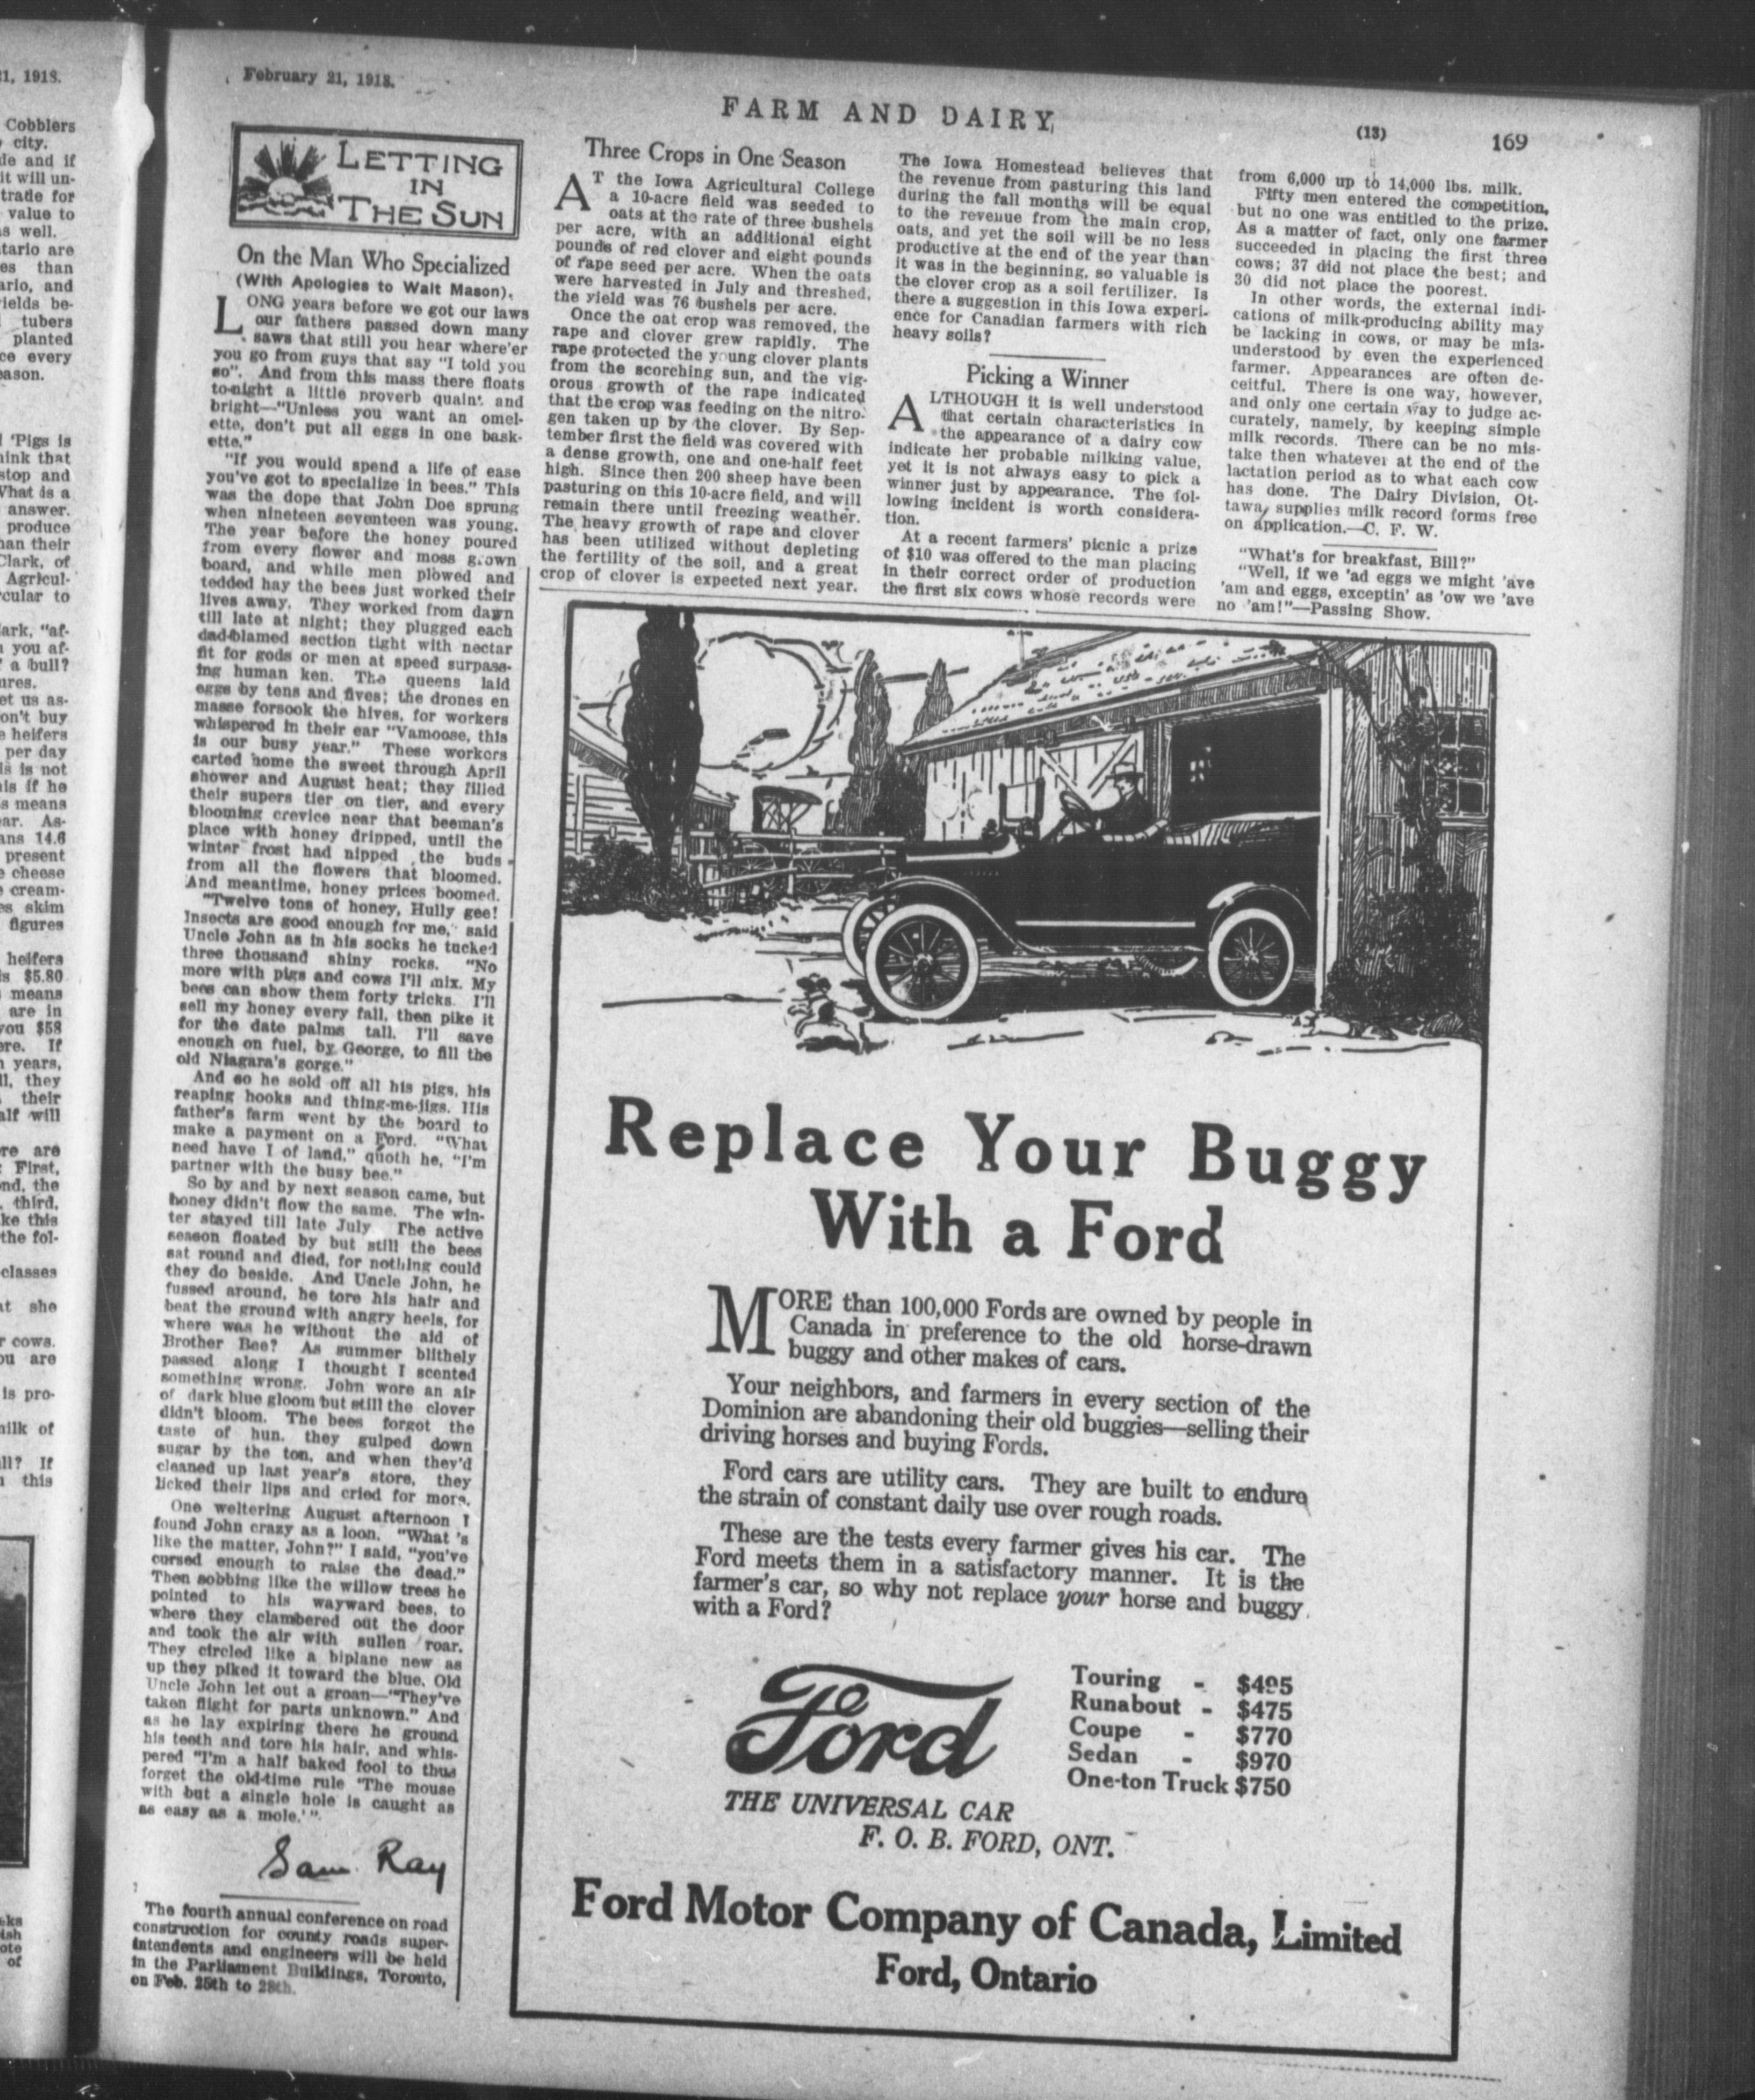 February 21, 1918.
FARM AND DAIRY
(13)
169
LETTING
IN
THE SUN
On the Man Who Specialized
(With Apologies to Walt Mason).
LONG years before we got our laws
our fathers passed down many
saws that still you hear where'er
you go from guys that say "I told you
so". And from this mass there floats
to-night a little proverb quaint and
bright—"Unless you want an omel-
ette, don't put all eggs in one bask-
ette."
"If you would spend a life of ease
you've got to specialize in bees." This
was the dope that John Doe sprung
when nineteen seventeen was young.
The year before the honey poured
from every flower and moss grown
board, and while men plowed and
tedded hay the bees just worked their
lives away. They worked from dawn
till late at night; they plugged each
dad-blamed section tight with nectar
fit for gods or men at speed surpass-
ing human ken. The queens laid
eggs by tens and fives; the drones en
masse forsook the hives, for workers
whispered in their ear "Vamoose, this
is our busy year." These workers
carted home the sweet through April
shower and August heat; they filled
their supers tier on tier, and every
blooming crevice near that beeman's
place with honey dripped, until the
winter frost had nipped the buds
from all the flowers that bloomed.
And meantime, honey prices boomed.
"Twelve tons of honey, Hully gee!
Insects are good enough for me," said
Uncle John as in his socks he tucked
three thousand shiny rocks. "No
more with pigs and cows I'll mix. My
bees can show them forty tricks. I'll
sell my honey every fall, then pike it
for the date palms tall. I'll save
enough on fuel, by George, to fill the
old Niagara's gorge."
And so he sold off all his pigs, his
reaping hooks and thing-me-jigs. His
father's farm went by the board to
make a payment on a Ford. "What
need have I of land," quoth he, "I'm
partner with the busy bee."
So by and by next season came, but
honey didn't flow the same. The win-
ter stayed till late July. The active
season floated by but still the bees
sat round and died, for nothing could
they do beside. And Uncle John, he
fussed around, he tore his hair and
beat the ground with angry heels, for
where was he without the aid of
Brother Bee? As summer blithely
passed along I thought I scented
something wrong. John wore an air
of dark blue gloom but still the clover
didn't bloom. The bees forgot the
taste of hun. they gulped down
sugar by the ton, and when they'd
cleaned up last year's store, they
licked their lips and cried for more.
One weltering August afternoon I
found John crazy as a loon. "What 's
like the matter, John?" I said, "you've
cursed enough to raise the dead."
Then sobbing like the willow trees he
pointed to his wayward bees, to
where they clambered out the door
and took the air with sullen roar.
They circled like a biplane new as
up they piked it toward the blue. Old
Uncle John let out a groan—"They've
taken flight for parts unknown." And
as he lay expiring there he ground
his teeth and tore his hair, and whis-
pered "I'm a half baked fool to thus
forget the old-time rule 'The mouse
with but a single hole is caught as
as easy as a mole.'".
Sam Ray
The fourth annual conference on road
construction for county roads super-
intendents and engineers will be held
in the Parliament Buildings, Toronto,
on Feb. 25th to 28th.
Three Crops in One Season
AT the Iowa Agricultural College
a 10-acre field was seeded to
oats at the rate of three bushels
per acre, with an additional eight
pounds of red clover and eight pounds
of rape seed per acre. When the oats
were harvested in July and threshed,
the yield was 76 bushels per acre.
Once the oat crop was removed, the
rape and clover grew rapidly. The
rape protected the young clover plants
from the scorching sun, and the vig-
orous growth of the rape indicated
that the crop was feeding on the nitro-
gen taken up by the clover. By Sep-
tember first the field was covered with
a dense growth, one and one-half feet
high. Since then 200 sheep have been
pasturing on this 10-acre field, and will
remain there until freezing weather.
The heavy growth of rape and clover
has been utilized without depleting
the fertility of the soil, and a great
crop of clover is expected next year.
The Iowa Homestead believes that
the revenue from pasturing this land
during the fall months will be equal
to the revenue from the main crop,
oats, and yet the soil will be no less
productive at the end of the year than
it was in the beginning, so valuable is
the clover crop as a soil fertilizer. Is
there a suggestion in this Iowa experi-
ence for Canadian farmers with rich
heavy soils?
Picking a Winner
ALTHOUGH it is well understood
that certain characteristics in
the appearance of a dairy cow
indicate her probable milking value,
yet it is not always easy to pick a
winner just by appearance. The fol-
lowing incident is worth considera-
tion.
At a recent farmers' picnic a prize
of $10 was offered to the man placing
in their correct order of production
the first six cows whose records were
from 6,000 up to 14,000 lbs. milk.
Fifty men entered the competition,
but no one was entitled to the prize.
As a matter of fact, only one farmer
succeeded in placing the first three
cows; 37 did not place the best; and
30 did not place the poorest.
In other words, the external indi-
cations of milk-producing ability may
be lacking in cows, or may be mis-
understood by even the experienced
farmer. Appearances are often de-
ceitful. There is one way, however,
and only one certain way to judge ac-
curately, namely, by keeping simple
milk records. There can be no mis-
take then whatever at the end of the
lactation period as to what each cow
has done. The Dairy Division, Ot-
tawa, supplies milk record forms free
on application.—C. F. W.
"What's for breakfast, Bill?"
"Well, if we 'ad eggs we might 'ave
'am and eggs, exceptin' as 'ow we 'ave
no 'am!"—Passing Show.
Replace Your Buggy
With a Ford
MORE than 100,000 Fords are owned by people in
Canada in preference to the old horse-drawn
buggy and other makes of cars.
Your neighbors, and farmers in every section of the
Dominion are abandoning their old buggies—selling their
driving horses and buying Fords.
Ford cars are utility cars. They are built to endure
the strain of constant daily use over rough roads.
These are the tests every farmer gives his car. The
Ford meets them in a satisfactory manner. It is the
farmer's car, so why not replace your horse and buggy
with a Ford?
Ford
THE UNIVERSAL CAR
F. O. B. FORD, ONT.
Touring - $495
Runabout - $475
Coupe - $770
Sedan - $970
One-ton Truck $750
Ford Motor Company of Canada, Limited
Ford, Ontario